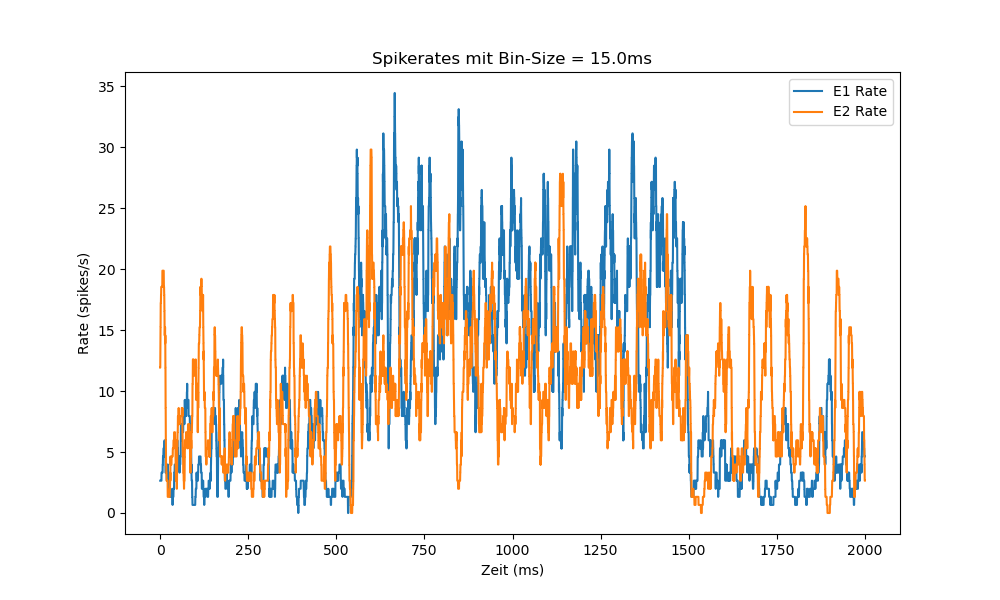 Spikerates mit Bin-Size = 15.0ms
E1 Rate
E2 Rate
Rate (spikes/s)
35
30
25
20
15
10
5
0
0 250 500 750 1000 1250 1500 1750 2000
Zeit (ms)